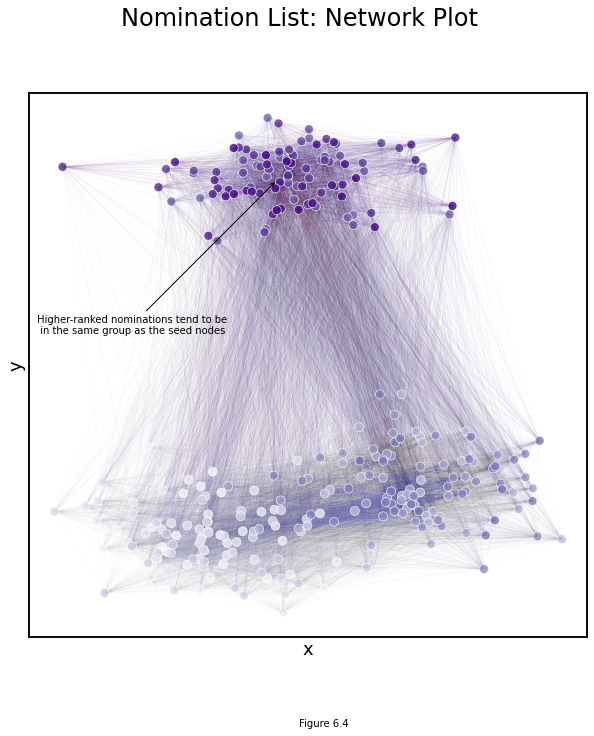 Nomination List: Network Plot
Higher-ranked nominations tend to be
in the same group as the seed nodes
y
x
Figure 6.4